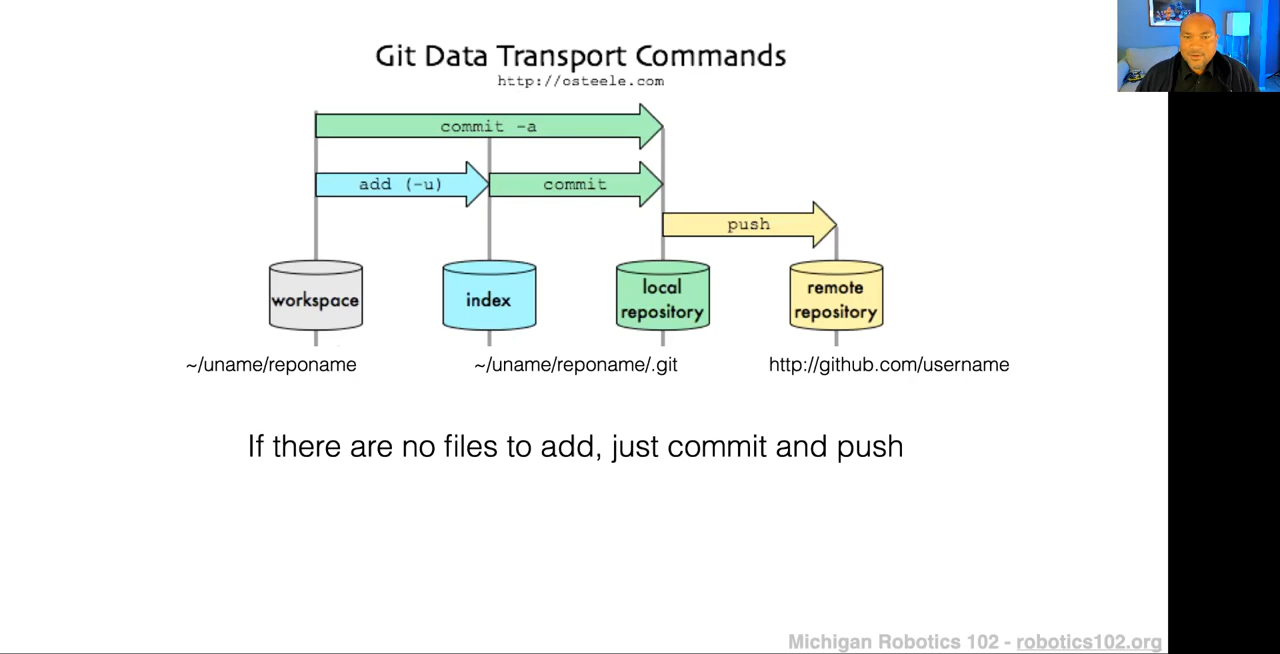 Git Data Transport Commands
http://osteele.com
commit -a
add (-u)
commit
push
workspace
index
local
repository
remote
repository
~/uname/reponame
~/uname/reponame/.git
http://github.com/username
If there are no files to add, just commit and push
Michigan Robotics 102 - robotics102.org